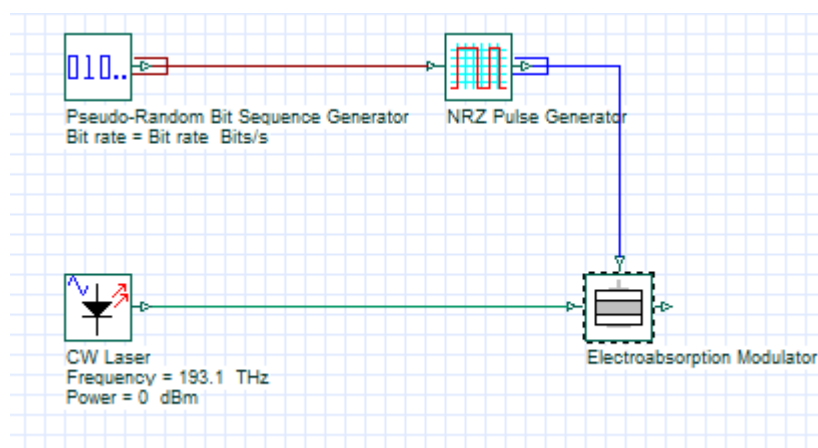 010..
Pseudo-Random Bit Sequence Generator
Bit rate = Bit rate  Bits/s
NRZ Pulse Generator
CW Laser
Frequency = 193.1  THz
Power = 0  dBm
Electroabsorption Modulator